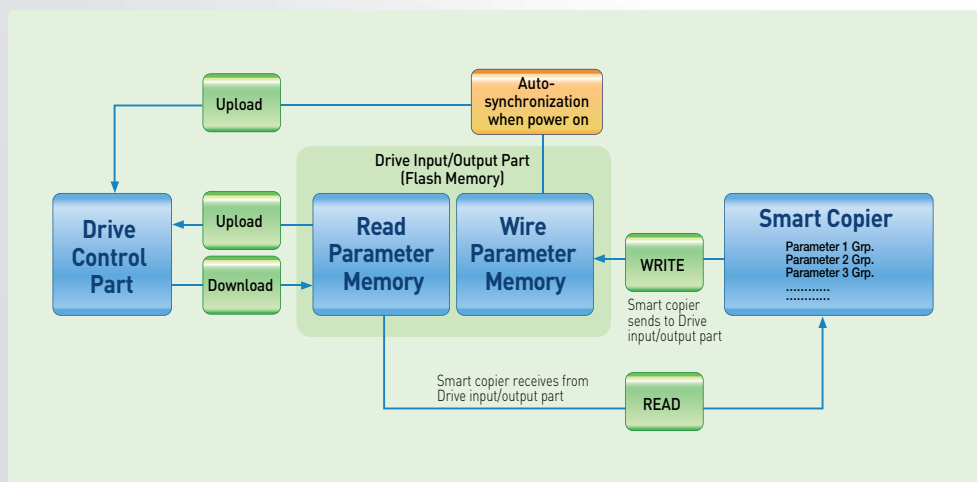 Auto-
synchronization
when power on
Upload
Drive Input/Output Part
(Flash Memory)
Drive
Control
Part
Upload
Download
Read
Parameter
Memory
Wire
Parameter
Memory
WRITE
Smart copier
sends to Drive
input/output part
Smart Copier
Parameter 1 Grp.
Parameter 2 Grp.
Parameter 3 Grp.
............
............
Smart copier receives from
Drive input/output part
READ